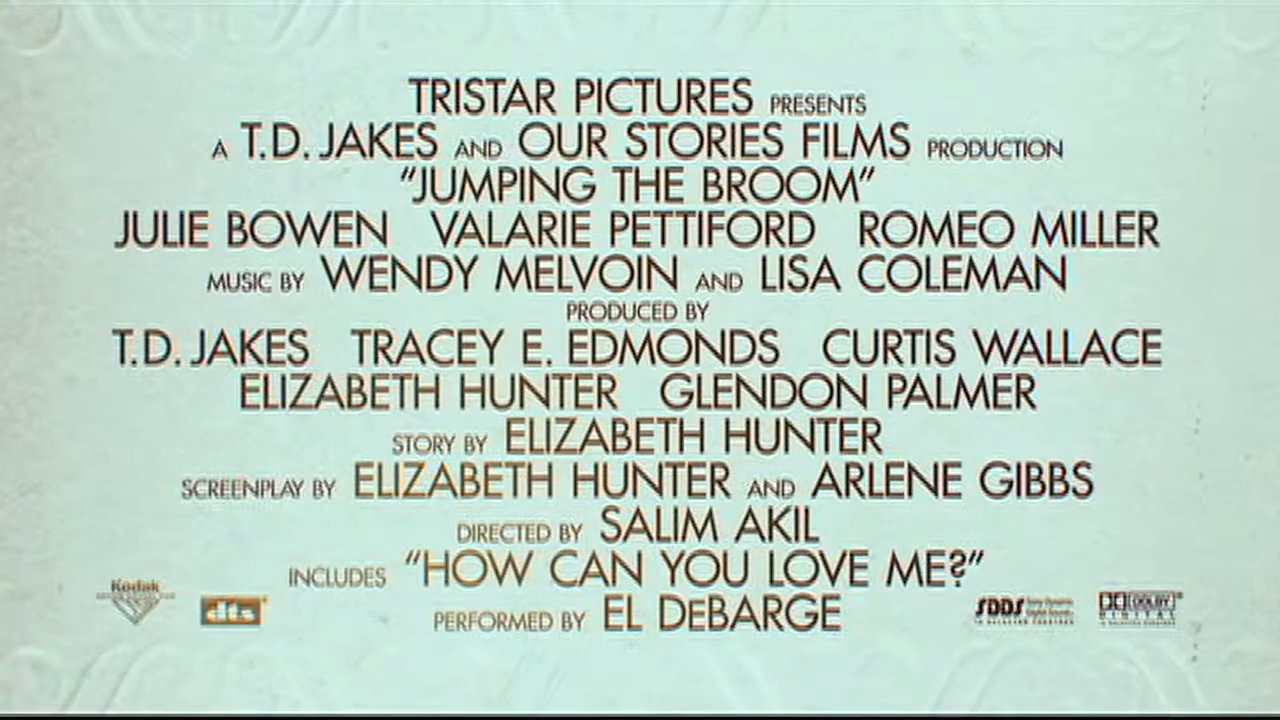 TRISTAR PICTURES PRESENTS
A T.D. JAKES AND OUR STORIES FILMS PRODUCTION
"JUMPING THE BROOM"
JULIE BOWEN VALARIE PETTIFORD ROMEO MILLER
MUSIC BY WENDY MELVOIN AND LISA COLEMAN
PRODUCED BY
T.D. JAKES TRACEY E. EDMONDS CURTIS WALLACE
ELIZABETH HUNTER GLENDON PALMER
STORY BY ELIZABETH HUNTER
SCREENPLAY BY ELIZABETH HUNTER AND ARLENE GIBBS
DIRECTED BY SALIM AKIL
INCLUDES "HOW CAN YOU LOVE ME?"
PERFORMED BY EL DEBARGE
Kodak
dts
SDDS
DOLBY
DIGITAL